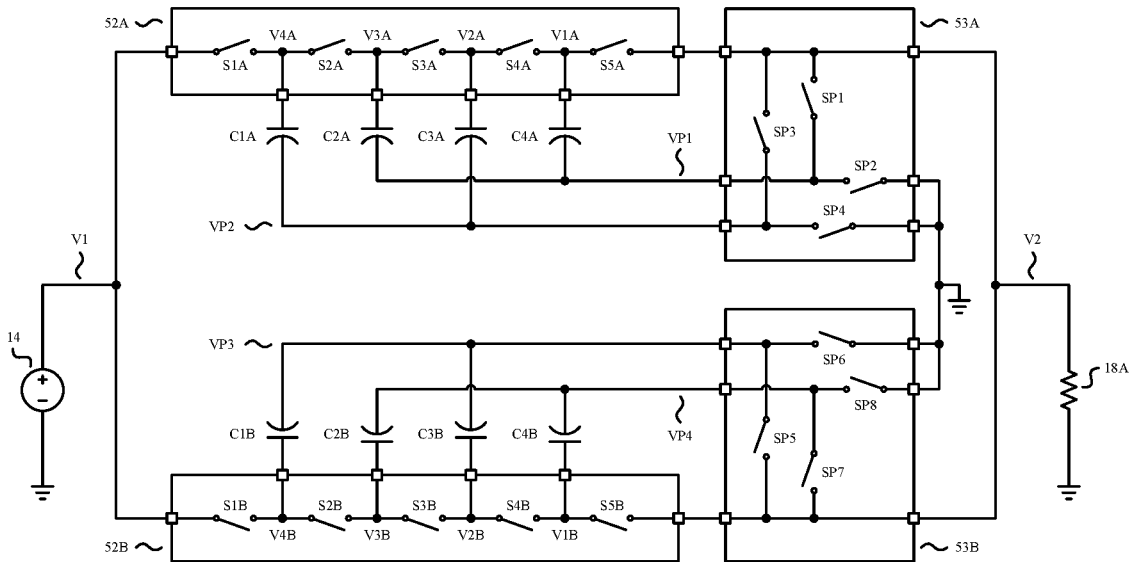 52A
53A
V4A V3A V2A V1A
S1A S2A S3A S4A S5A
SP1
SP3
C1A C2A C3A C4A
VP1
SP2
SP4
VP2
V1
V2
14
+
−
18A
VP3
SP6
SP8
C1B C2B C3B C4B
VP4
SP5
SP7
S1B S2B S3B S4B S5B
V4B V3B V2B V1B
52B
53B